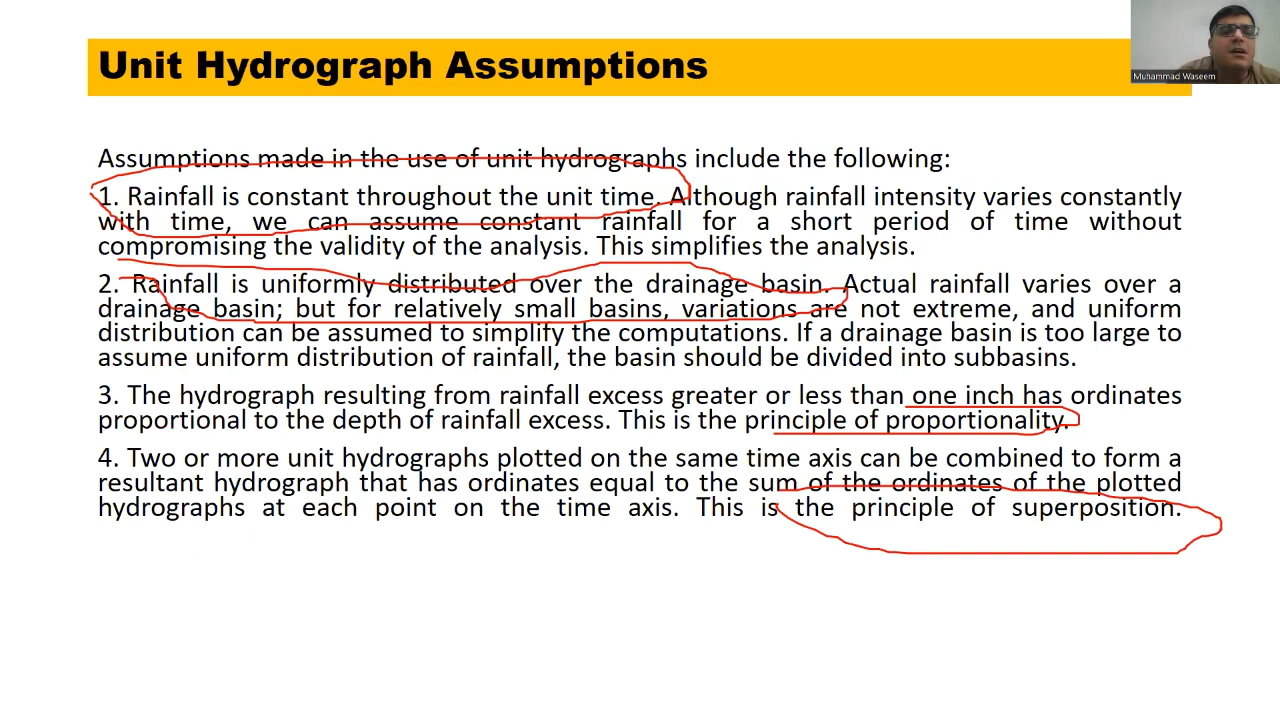 Unit Hydrograph Assumptions
Muhammad Waseem
Assumptions made in the use of unit hydrographs include the following:
1. Rainfall is constant throughout the unit time. Although rainfall intensity varies constantly
with time, we can assume constant rainfall for a short period of time without
compromising the validity of the analysis. This simplifies the analysis.
2. Rainfall is uniformly distributed over the drainage basin. Actual rainfall varies over a
drainage basin; but for relatively small basins, variations are not extreme, and uniform
distribution can be assumed to simplify the computations. If a drainage basin is too large to
assume uniform distribution of rainfall, the basin should be divided into subbasins.
3. The hydrograph resulting from rainfall excess greater or less than one inch has ordinates
proportional to the depth of rainfall excess. This is the principle of proportionality.
4. Two or more unit hydrographs plotted on the same time axis can be combined to form a
resultant hydrograph that has ordinates equal to the sum of the ordinates of the plotted
hydrographs at each point on the time axis. This is the principle of superposition.